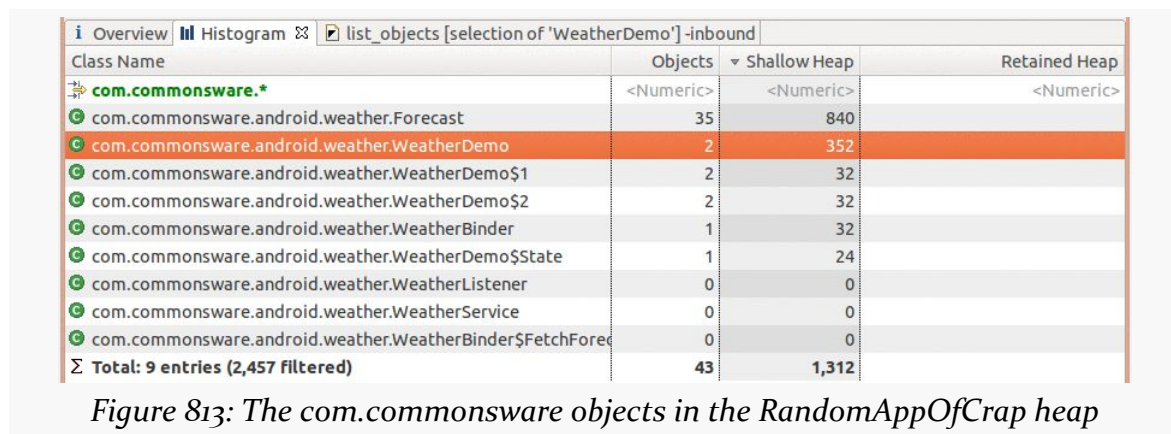 i Overview Histogram list_objects [selection of 'WeatherDemo'] -inbound
Class Name Objects Shallow Heap Retained Heap
com.commonsware.* <Numeric> <Numeric> <Numeric>
C com.commonsware.android.weather.Forecast 35 840
C com.commonsware.android.weather.WeatherDemo 2 352
C com.commonsware.android.weather.WeatherDemo$1 2 32
C com.commonsware.android.weather.WeatherDemo$2 2 32
C com.commonsware.android.weather.WeatherBinder 1 32
C com.commonsware.android.weather.WeatherDemo$State 1 24
C com.commonsware.android.weather.WeatherListener 0 0
C com.commonsware.android.weather.WeatherService 0 0
C com.commonsware.android.weather.WeatherBinder$FetchForec 0 0
Σ Total: 9 entries (2,457 filtered) 43 1,312
Figure 813: The com.commonsware objects in the RandomAppOfCrap heap